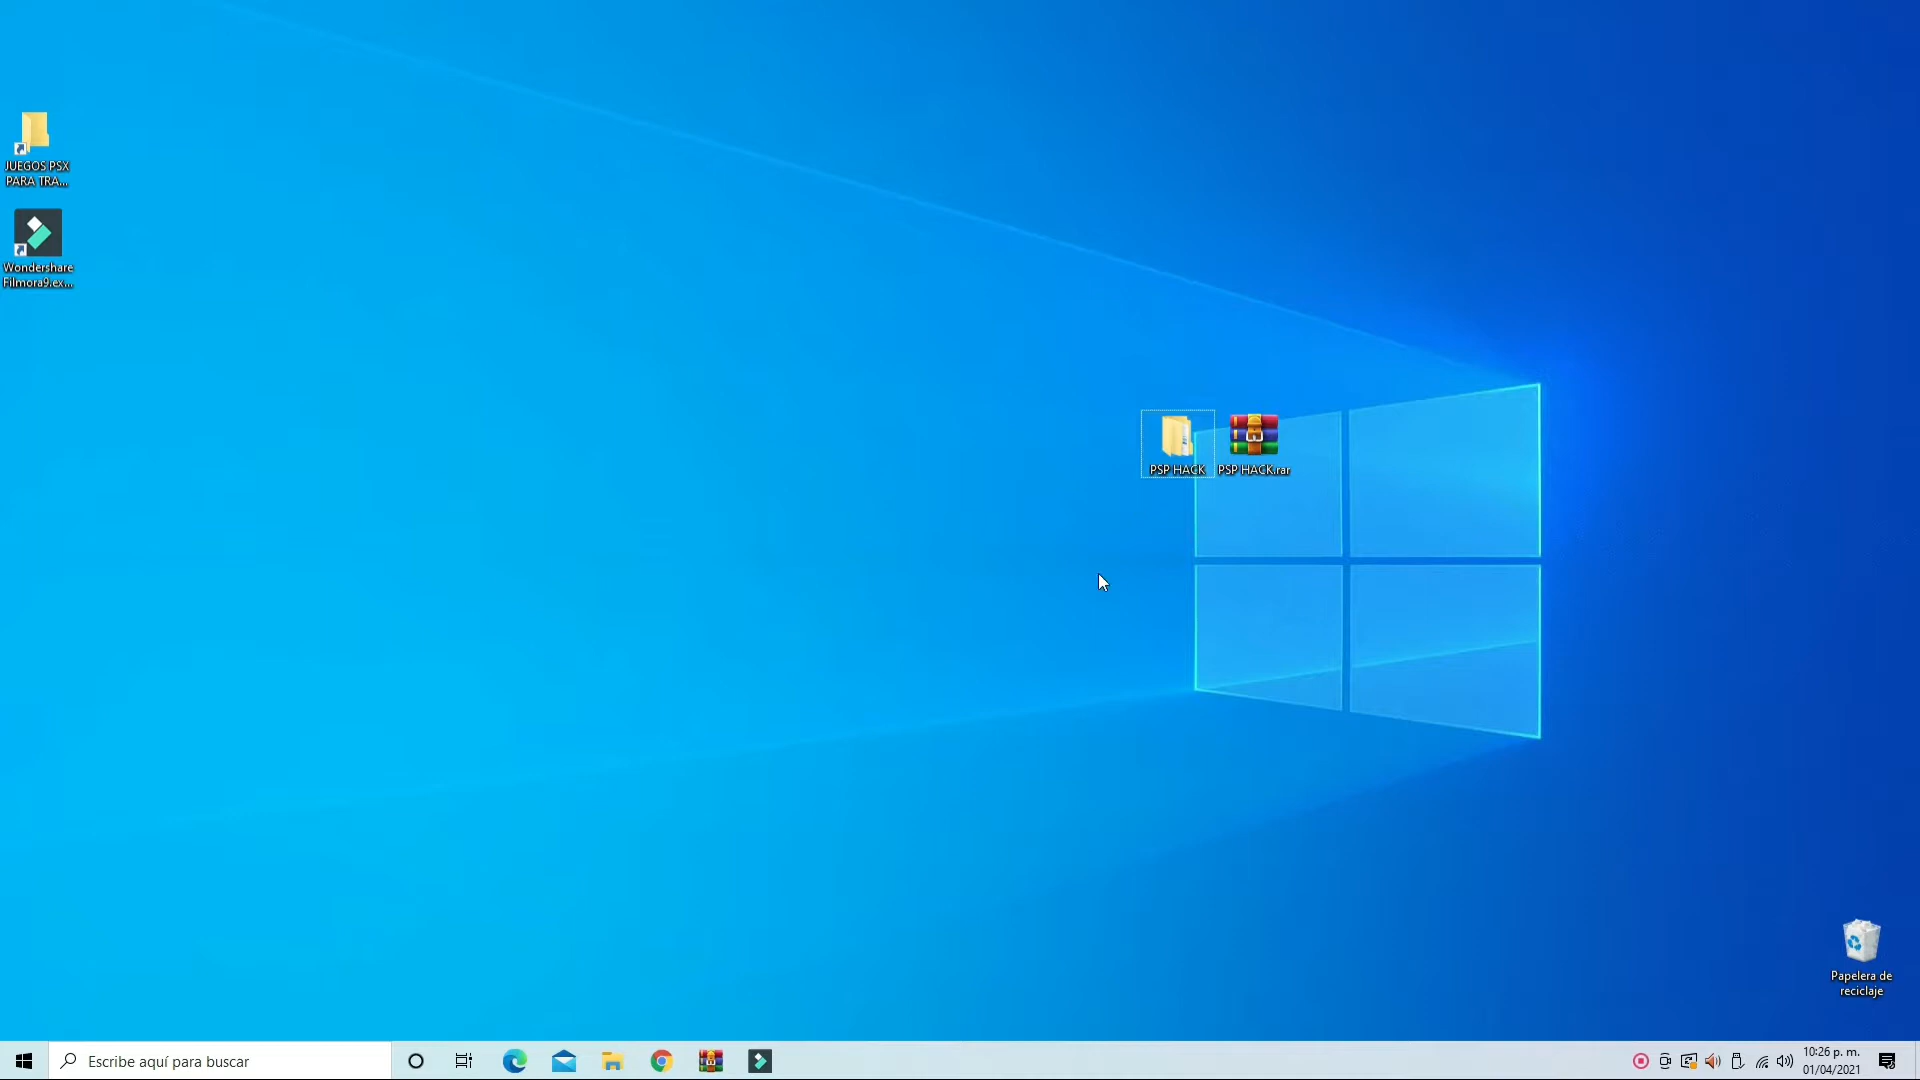 JUEGOS PSX
PARA TRA...
Wondershare
Filmora9.ex...
PSP HACK
PSP HACK.rar
Papelera de
reciclaje
Escribe aquí para buscar
10:26 p. m.
01/04/2021